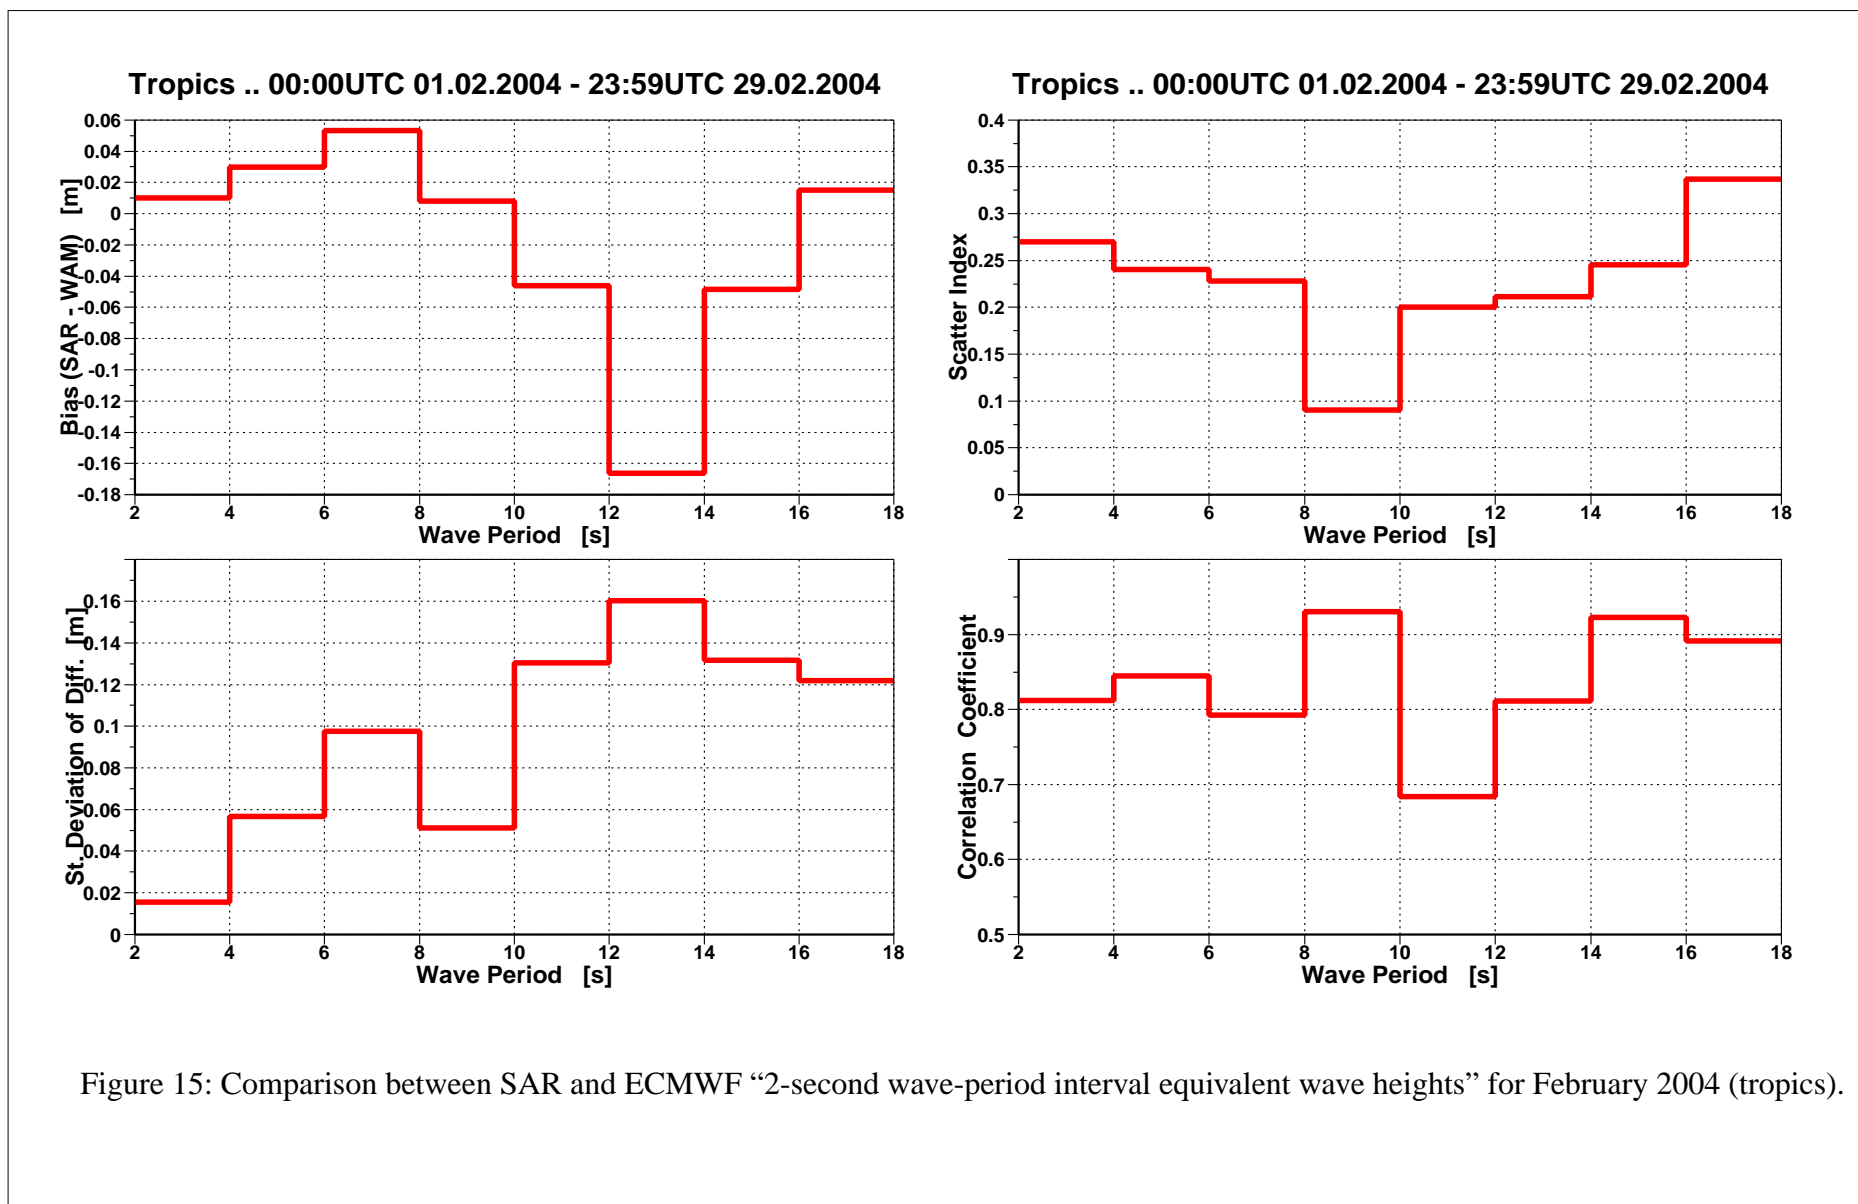 Tropics .. 00:00UTC 01.02.2004 - 23:59UTC 29.02.2004
0.06
0.04
0.02
0
-0.02
-0.04
-0.06
-0.08
-0.1
-0.12
-0.14
-0.16
-0.18
Bias (SAR - WAM) [m]
2 4 6 8 10 12 14 16 18
Wave Period [s]
Tropics .. 00:00UTC 01.02.2004 - 23:59UTC 29.02.2004
0.4
0.35
0.3
0.25
0.2
0.15
0.1
0.05
0
Scatter Index
2 4 6 8 10 12 14 16 18
Wave Period [s]
0.16
0.14
0.12
0.1
0.08
0.06
0.04
0.02
0
St. Deviation of Diff. [m]
2 4 6 8 10 12 14 16 18
Wave Period [s]
0.9
0.8
0.7
0.6
0.5
Correlation Coefficient
2 4 6 8 10 12 14 16 18
Wave Period [s]
Figure 15: Comparison between SAR and ECMWF “2-second wave-period interval equivalent wave heights” for February 2004 (tropics).